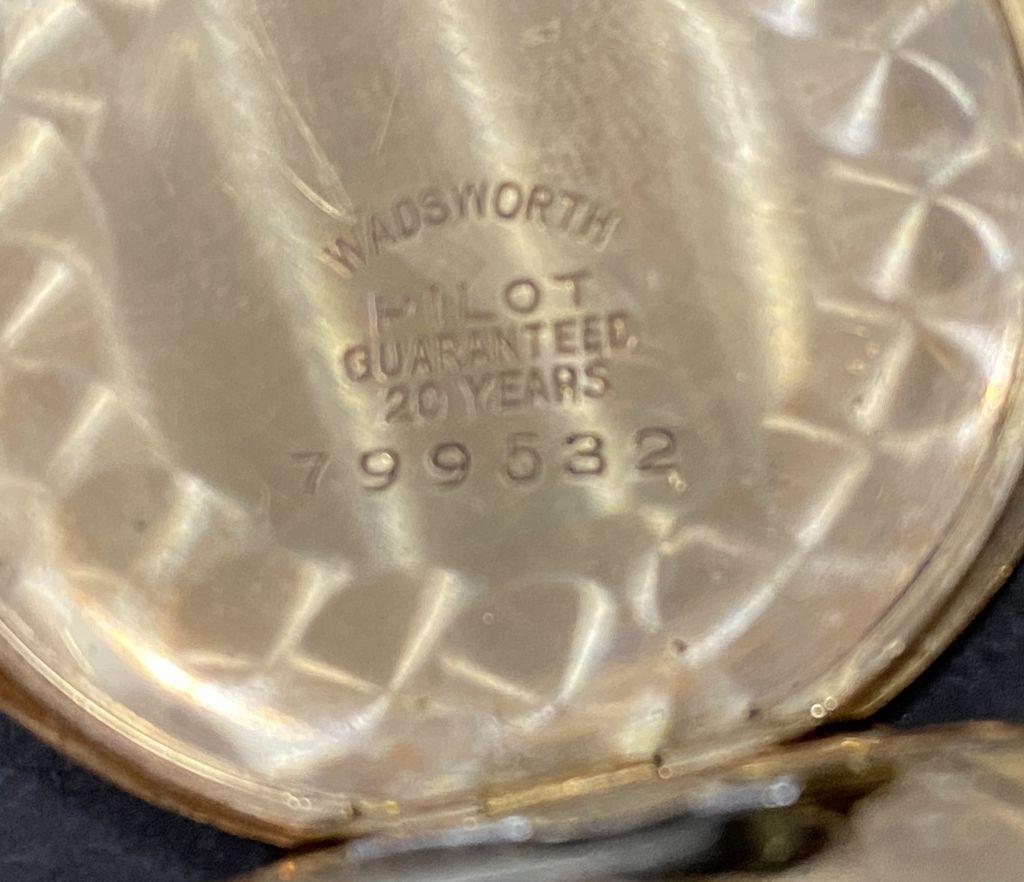 WADSWORTH
PILOT
GUARANTEED
20 YEARS
799532